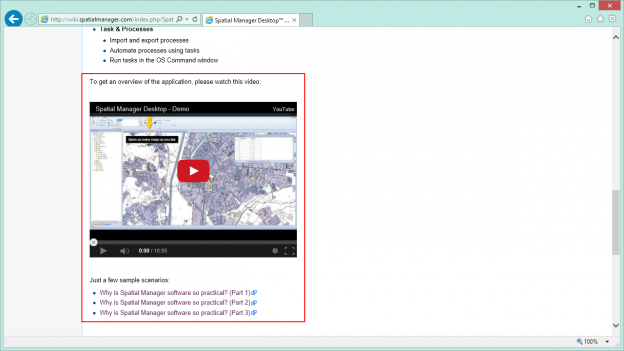 http://wiki.spatialmanager.com/index.php/Spat
Spatial Manager Desktop™ ...
Task & Processes
Import and export processes
Automate processes using tasks
Run tasks in the OS Command window
To get an overview of the application, please watch this video:
Spatial Manager Desktop - Demo
YouTube
Open as many maps as you like
0:00 / 10:05
Just a few sample scenarios:
Why is Spatial Manager software so practical? (Part 1)
Why is Spatial Manager software so practical? (Part 2)
Why is Spatial Manager software so practical? (Part 3)
100%